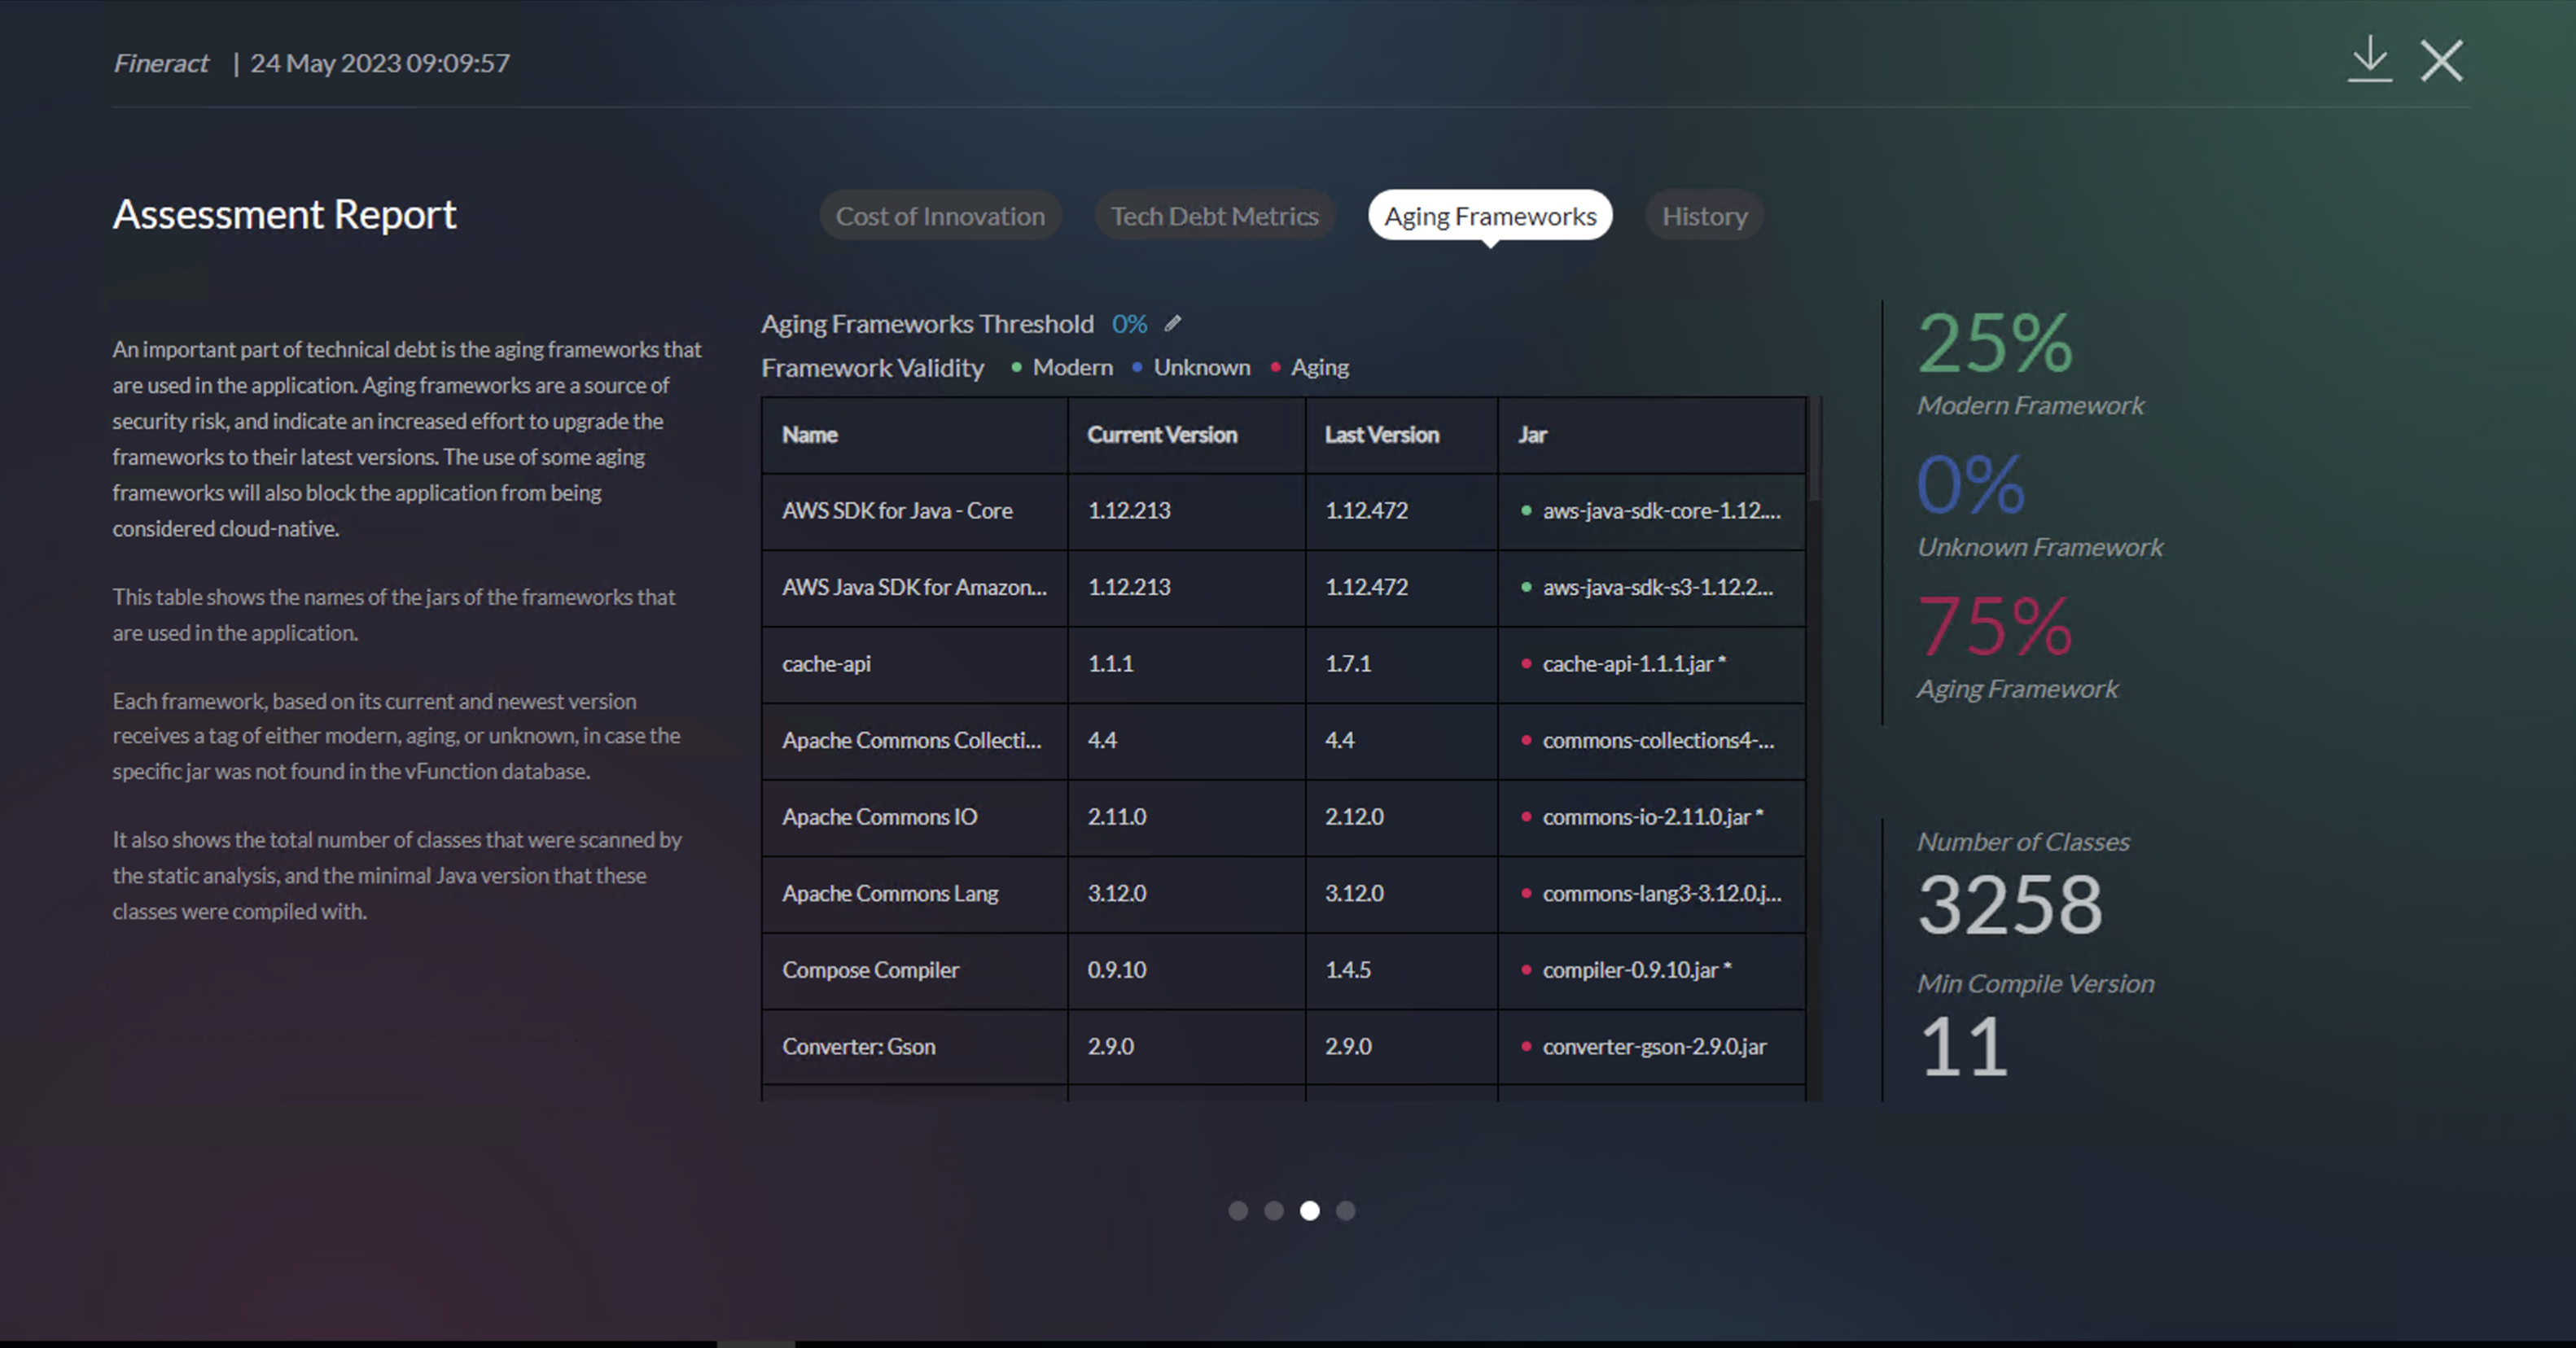 Fineract | 24 May 2023 09:09:57
Assessment Report
Cost of Innovation Tech Debt Metrics Aging Frameworks History
An important part of technical debt is the aging frameworks that
are used in the application. Aging frameworks are a source of
security risk, and indicate an increased effort to upgrade the
frameworks to their latest versions. The use of some aging
frameworks will also block the application from being
considered cloud-native.
This table shows the names of the jars of the frameworks that
are used in the application.
Each framework, based on its current and newest version
receives a tag of either modern, aging, or unknown, in case the
specific jar was not found in the vFunction database.
It also shows the total number of classes that were scanned by
the static analysis, and the minimal Java version that these
classes were compiled with.
Aging Frameworks Threshold 0%
Framework Validity Modern Unknown Aging
Name Current Version Last Version Jar
AWS SDK for Java - Core 1.12.213 1.12.472 aws-java-sdk-core-1.12....
AWS Java SDK for Amazon... 1.12.213 1.12.472 aws-java-sdk-s3-1.12.2...
cache-api 1.1.1 1.7.1 cache-api-1.1.1.jar *
Apache Commons Collecti... 4.4 4.4 commons-collections4-...
Apache Commons IO 2.11.0 2.12.0 commons-io-2.11.0.jar *
Apache Commons Lang 3.12.0 3.12.0 commons-lang3-3.12.0.j...
Compose Compiler 0.9.10 1.4.5 compiler-0.9.10.jar *
Converter: Gson 2.9.0 2.9.0 converter-gson-2.9.0.jar
25%
Modern Framework
0%
Unknown Framework
75%
Aging Framework
Number of Classes
3258
Min Compile Version
11